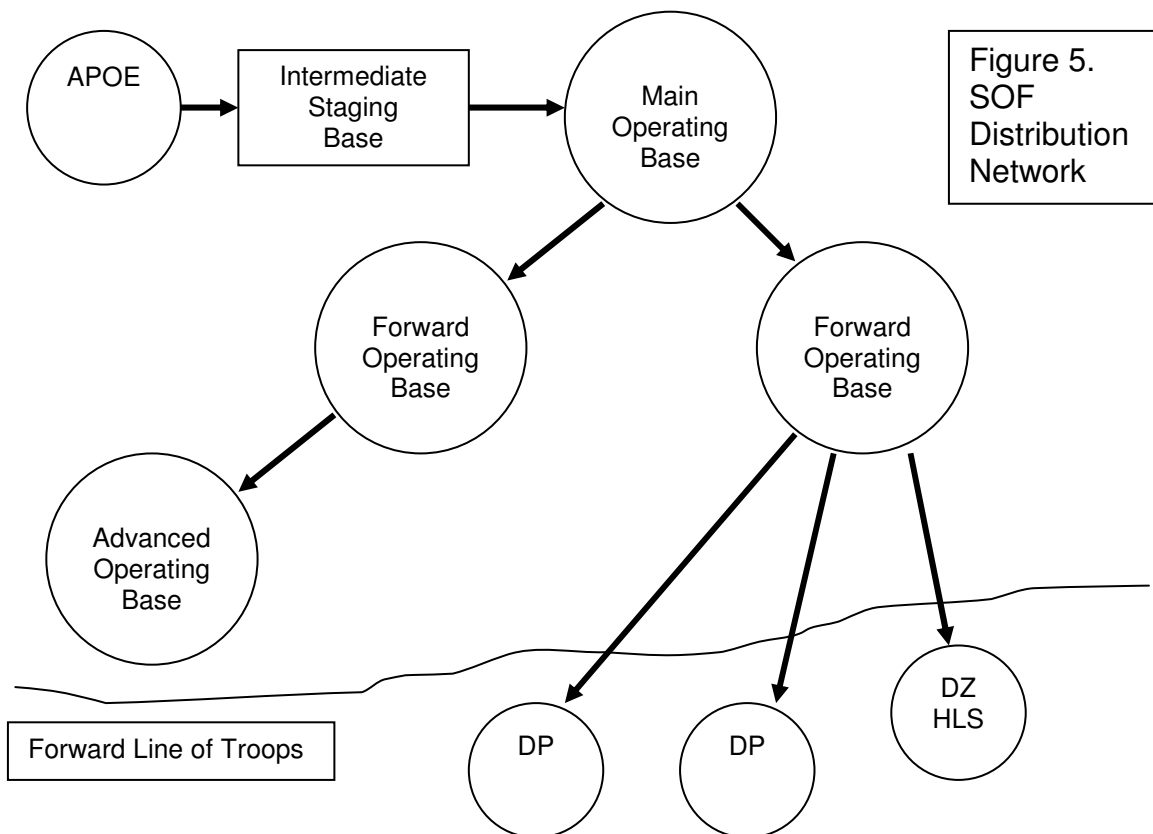 APOE
Intermediate
Staging
Base
Main
Operating
Base
Figure 5.
SOF
Distribution
Network
Forward
Operating
Base
Forward
Operating
Base
Advanced
Operating
Base
DZ
HLS
Forward Line of Troops
DP
DP